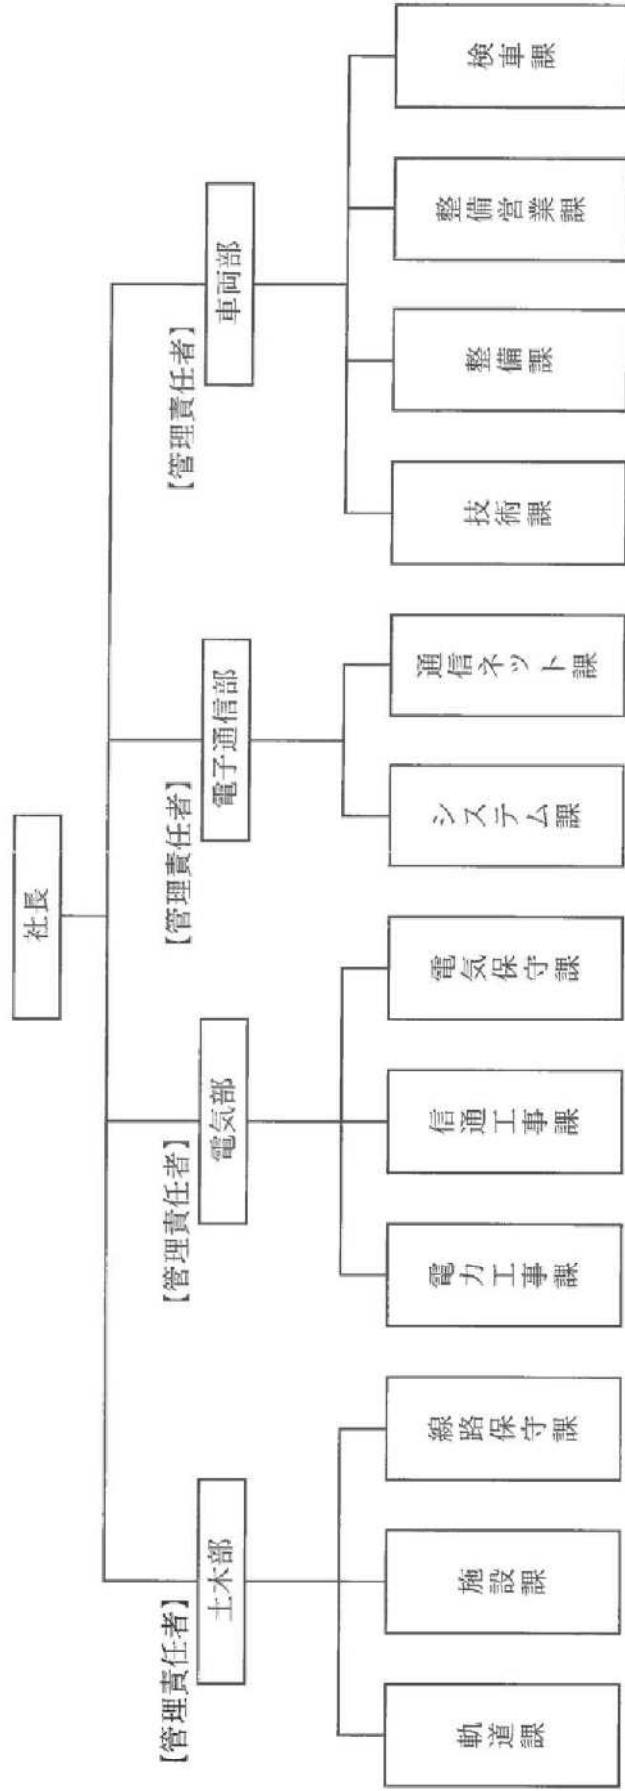 社長
【管理責任者】
土木部
【管理責任者】
電気部
【管理責任者】
電子通信部
【管理責任者】
車両部
軌道課
施設課
線路保守課
電力工事課
信通工事課
電気保守課
システム課
通信ネット課
技術課
整備課
整備営業課
検車課